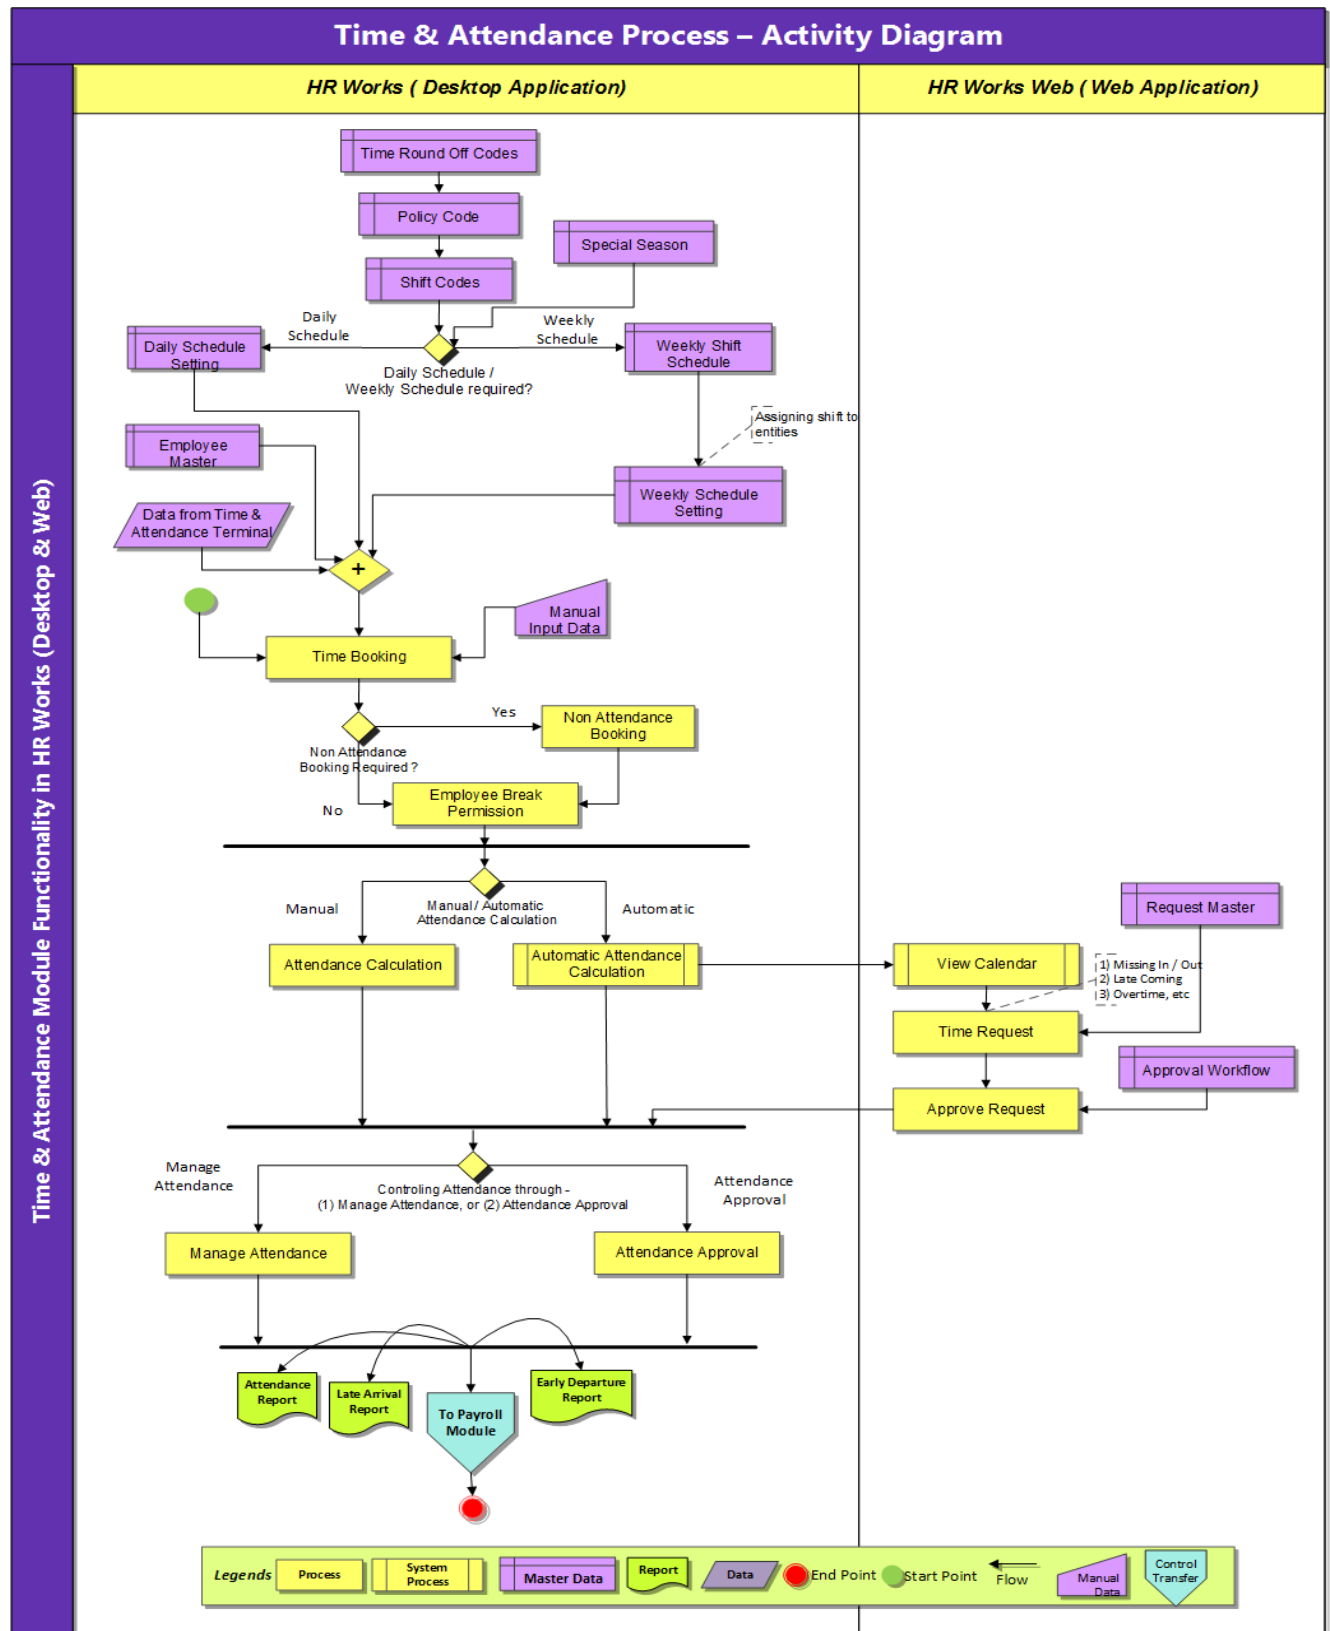 Time & Attendance Process – Activity Diagram
Time & Attendance Module Functionality in HR Works (Desktop & Web)
HR Works ( Desktop Application)
HR Works Web ( Web Application)
Time Round Off Codes
Policy Code
Special Season
Shift Codes
Daily
Schedule
Weekly
Schedule
Daily Schedule
Setting
Weekly Shift
Schedule
Daily Schedule /
Weekly Schedule required?
Assigning shift to
entities
Employee
Master
Weekly Schedule
Setting
Data from Time &
Attendance Terminal
+
Manual
Input Data
Time Booking
Yes
Non Attendance
Booking
Non Attendance
Booking Required ?
Employee Break
Permission
No
Manual
Manual / Automatic
Attendance Calculation
Automatic
Request Master
Attendance Calculation
Automatic Attendance
Calculation
View Calendar
1) Missing In / Out
2) Late Coming
3) Overtime, etc
Time Request
Approval Workflow
Approve Request
Manage
Attendance
Controling Attendance through -
(1) Manage Attendance, or (2) Attendance Approval
Attendance
Approval
Manage Attendance
Attendance Approval
Attendance
Report
Late Arrival
Report
To Payroll
Module
Early Departure
Report
Legends
Process
System
Process
Master Data
Report
Data
End Point
Start Point
Flow
Manual
Data
Control
Transfer